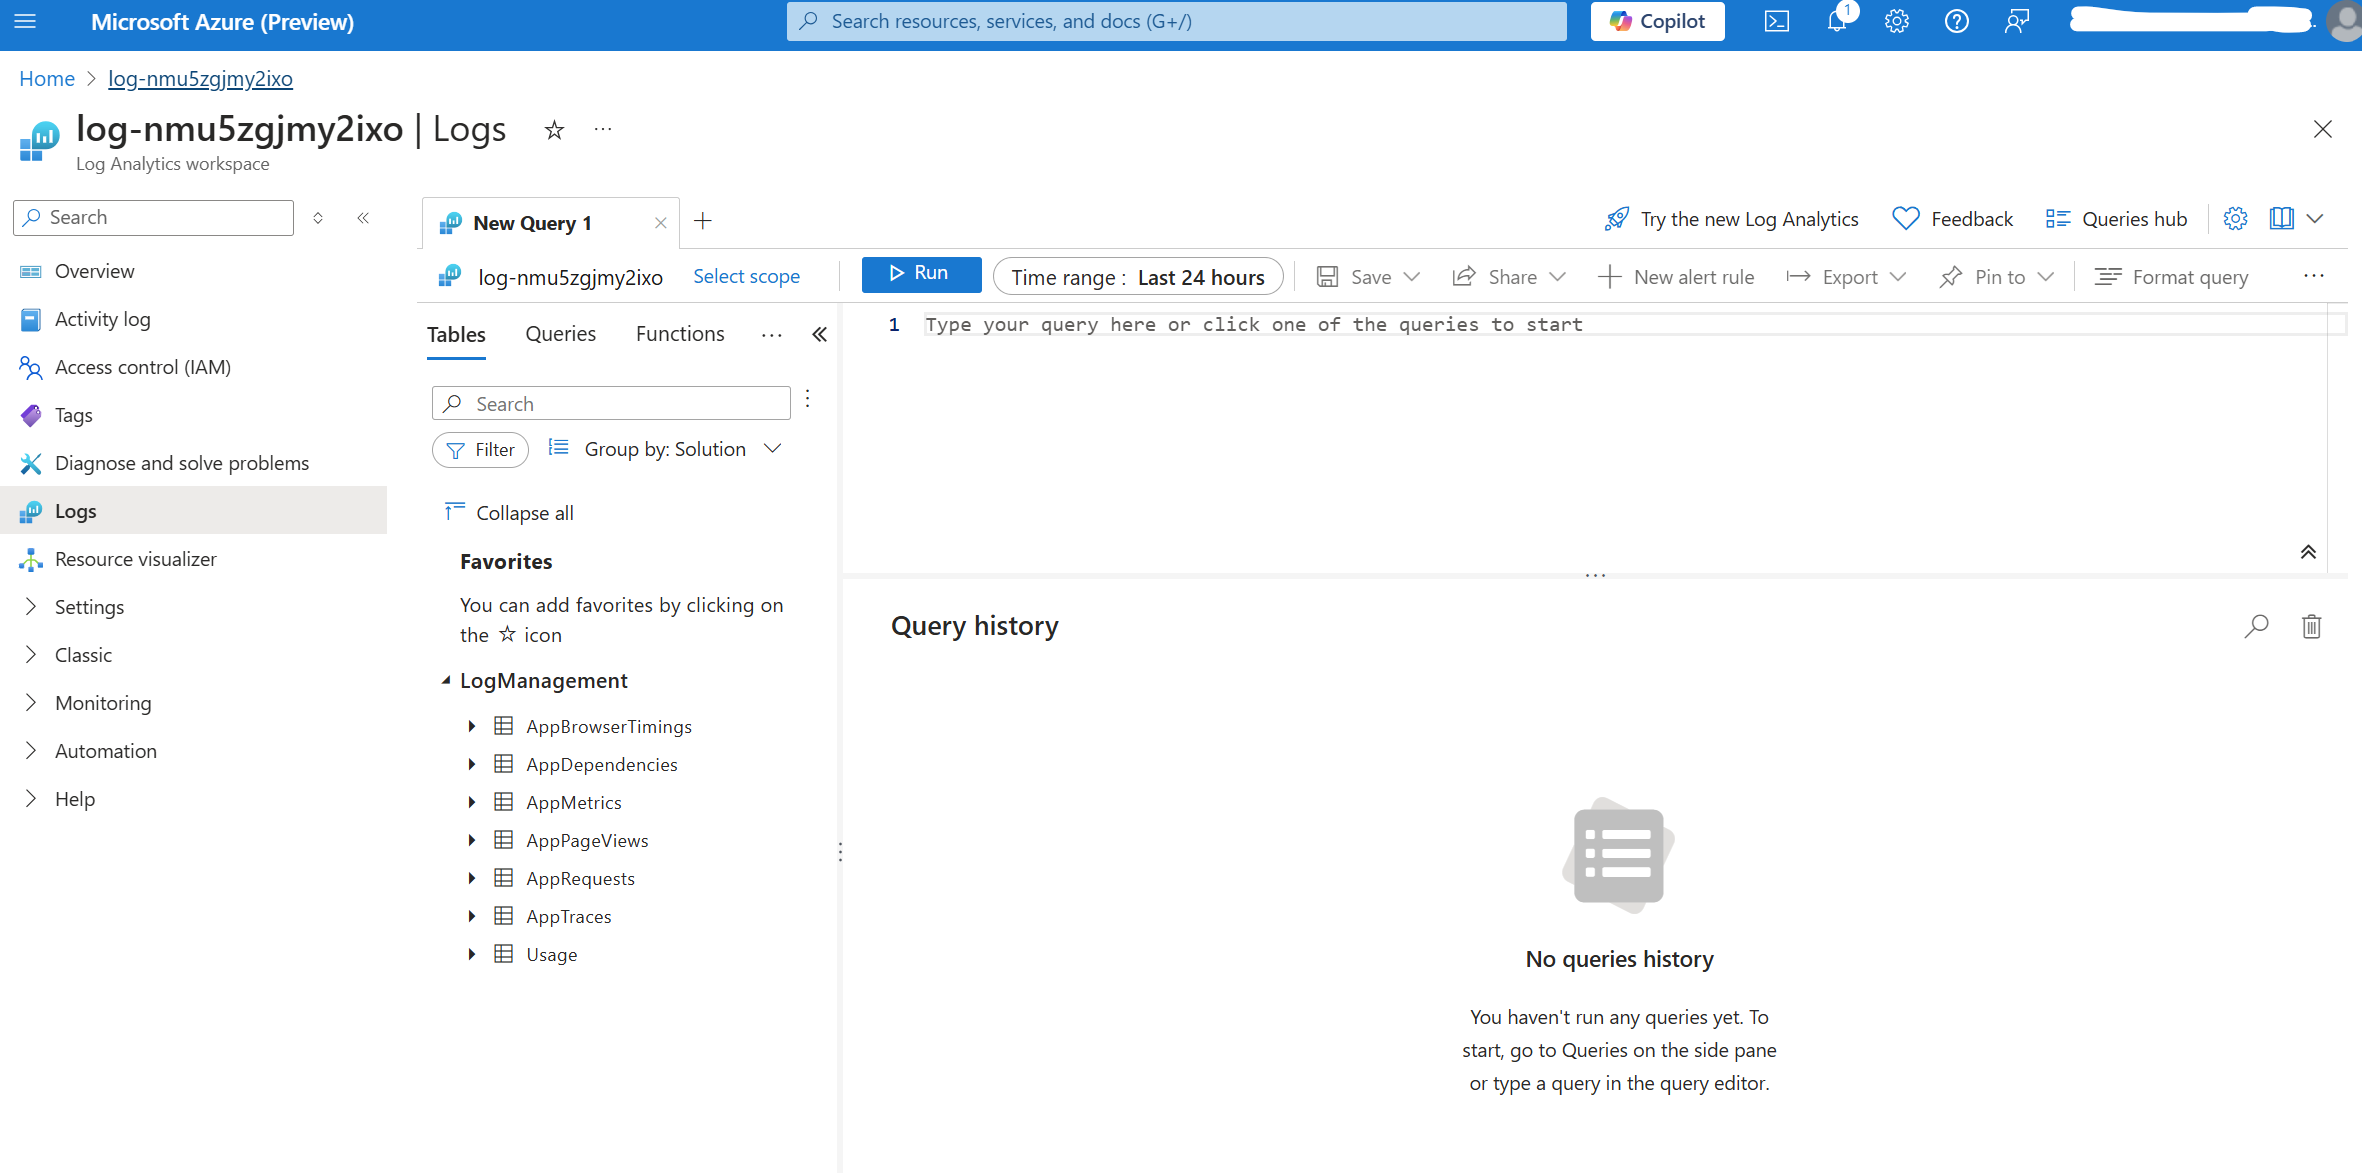 Microsoft Azure (Preview)
Search resources, services, and docs (G+/)
Copilot
1
Home > log-nmu5zgjmy2ixo
log-nmu5zgjmy2ixo | Logs
Log Analytics workspace
Search
Overview
Activity log
Access control (IAM)
Tags
Diagnose and solve problems
Logs
Resource visualizer
Settings
Classic
Monitoring
Automation
Help
New Query 1
Try the new Log Analytics
Feedback
Queries hub
log-nmu5zgjmy2ixo
Select scope
Run
Time range : Last 24 hours
Save
Share
New alert rule
Export
Pin to
Format query
Tables
Queries
Functions
Search
Filter
Group by: Solution
Collapse all
Favorites
You can add favorites by clicking on
the ☆ icon
LogManagement
AppBrowserTimings
AppDependencies
AppMetrics
AppPageViews
AppRequests
AppTraces
Usage
1
Type your query here or click one of the queries to start
Query history
No queries history
You haven't run any queries yet. To
start, go to Queries on the side pane
or type a query in the query editor.